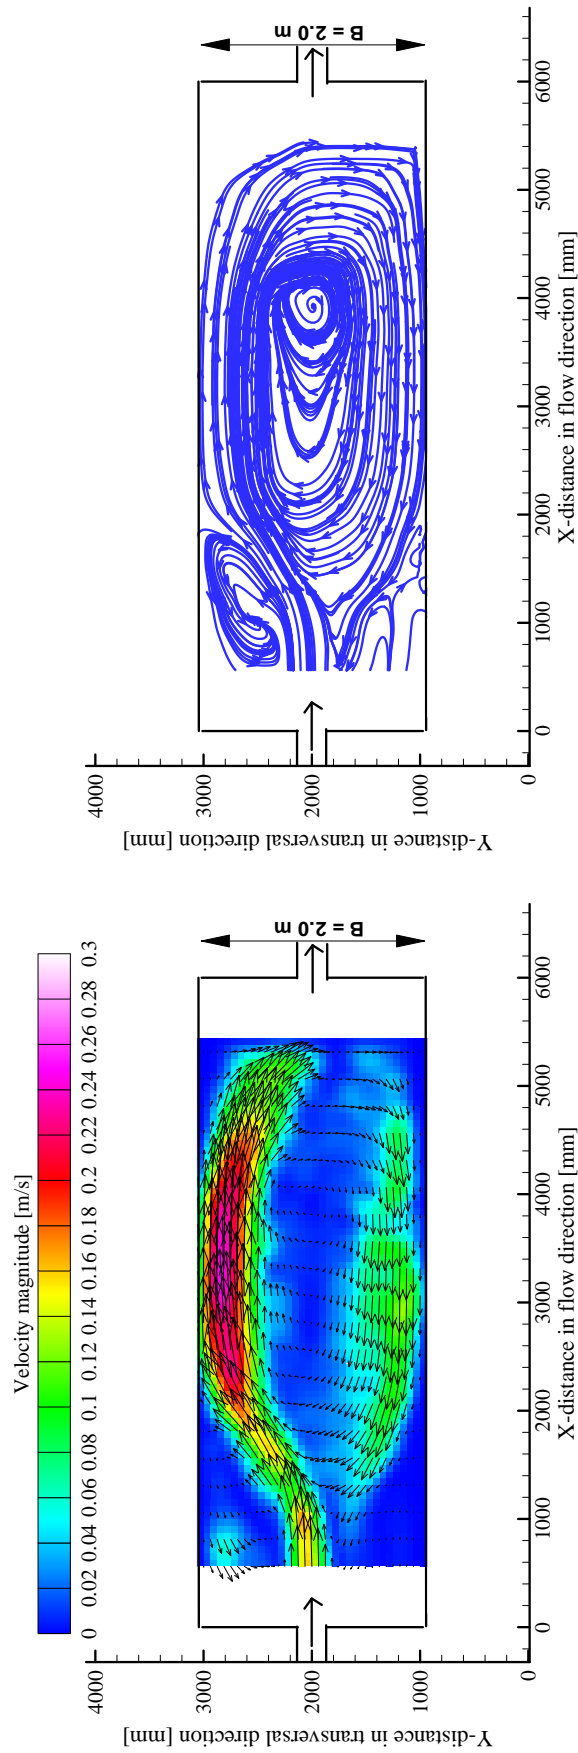 Velocity magnitude [m/s]
0 0.02 0.04 0.06 0.08 0.1 0.12 0.14 0.16 0.18 0.2 0.22 0.24 0.26 0.28 0.3
Y-distance in transversal direction [mm]
4000
3000
2000
1000
0
B = 2.0 m
0 1000 2000 3000 4000 5000 6000
X-distance in flow direction [mm]
Y-distance in transversal direction [mm]
4000
3000
2000
1000
0
B = 2.0 m
0 1000 2000 3000 4000 5000 6000
X-distance in flow direction [mm]